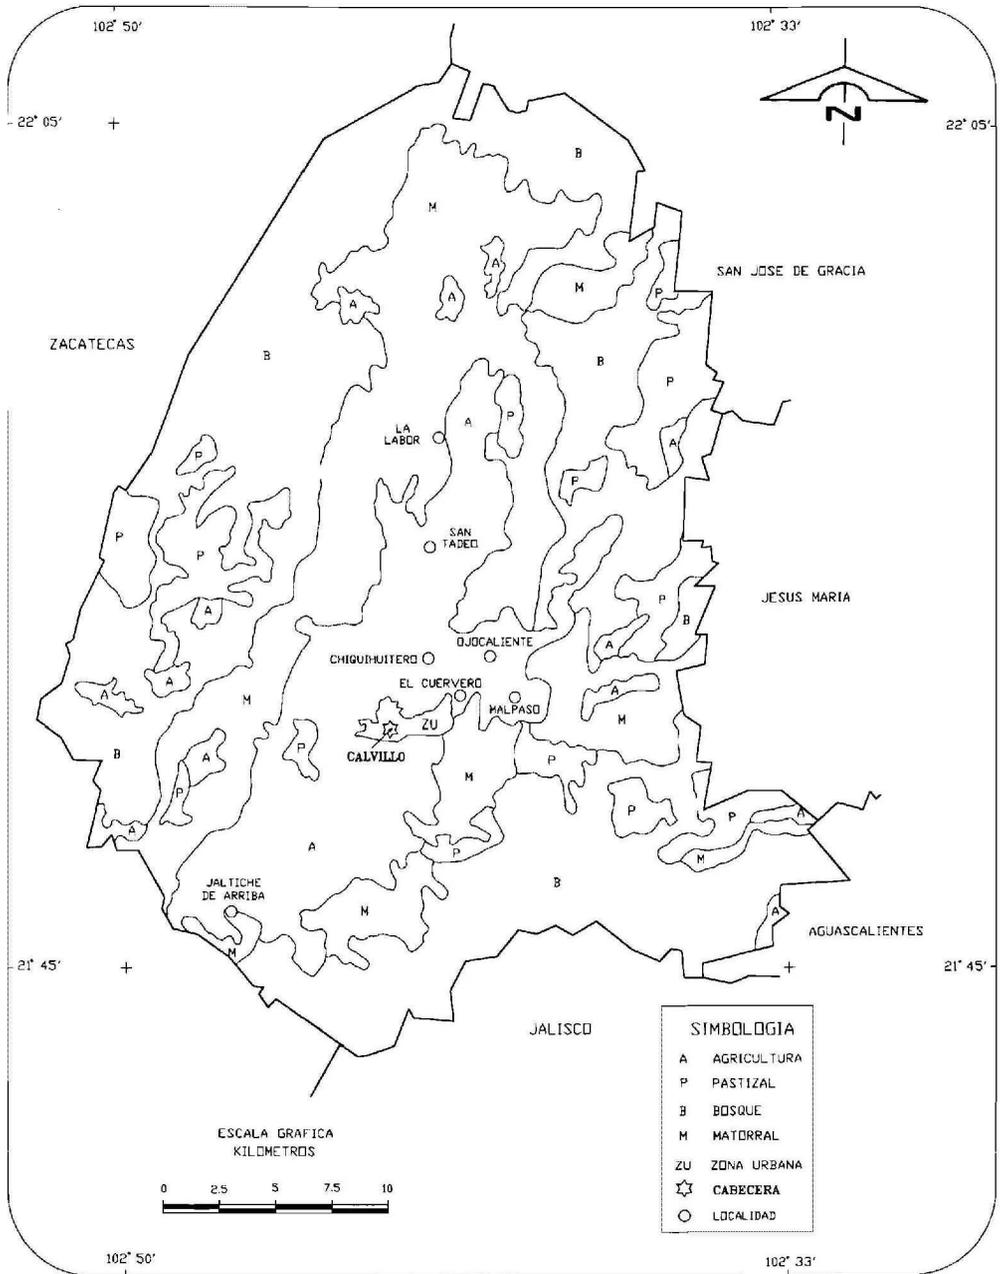 102° 50'
102° 33'
22° 05'
22° 05'
N
B
M
A
SAN JOSE DE GRACIA
M
P
A
A
ZACATECAS
B
B
P
P
A
LA
LABOR
A
P
P
P
SAN
TADEO
P
P
JESUS MARIA
P
A
B
OJOCALIENTE
A
CHIQUIHUITERO
A
EL CUERVERO
A
A
M
MALPASO
M
ZU
P
B
CALVILLO
A
P
M
P
P
P
A
A
A
P
M
B
JALTICHE
DE ARRIBA
M
A
AGUASCALIENTES
M
21° 45'
21° 45'
JALISCO
SIMBOLOGIA
A AGRICULTURA
P PASTIZAL
B BOSQUE
M MATORRAL
ZU ZONA URBANA
CABECERA
LOCALIDAD
ESCALA GRAFICA
KILOMETROS
0 2.5 5 7.5 10
102° 50'
102° 33'